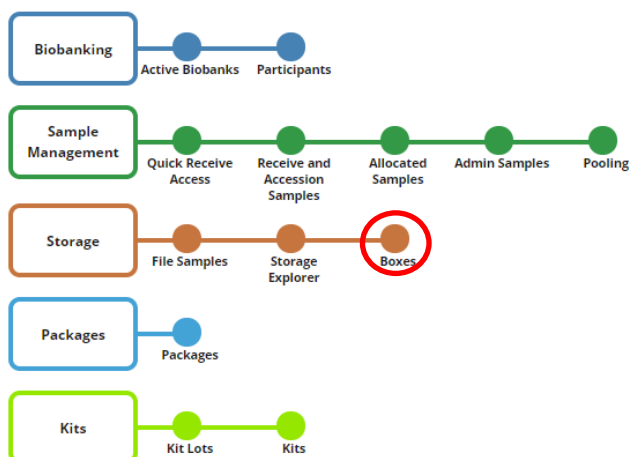 Biobanking
Active Biobanks
Participants
Sample
Management
Quick Receive
Access
Receive and
Accession
Samples
Allocated
Samples
Admin Samples
Pooling
Storage
File Samples
Storage
Explorer
Boxes
Packages
Packages
Kits
Kit Lots
Kits